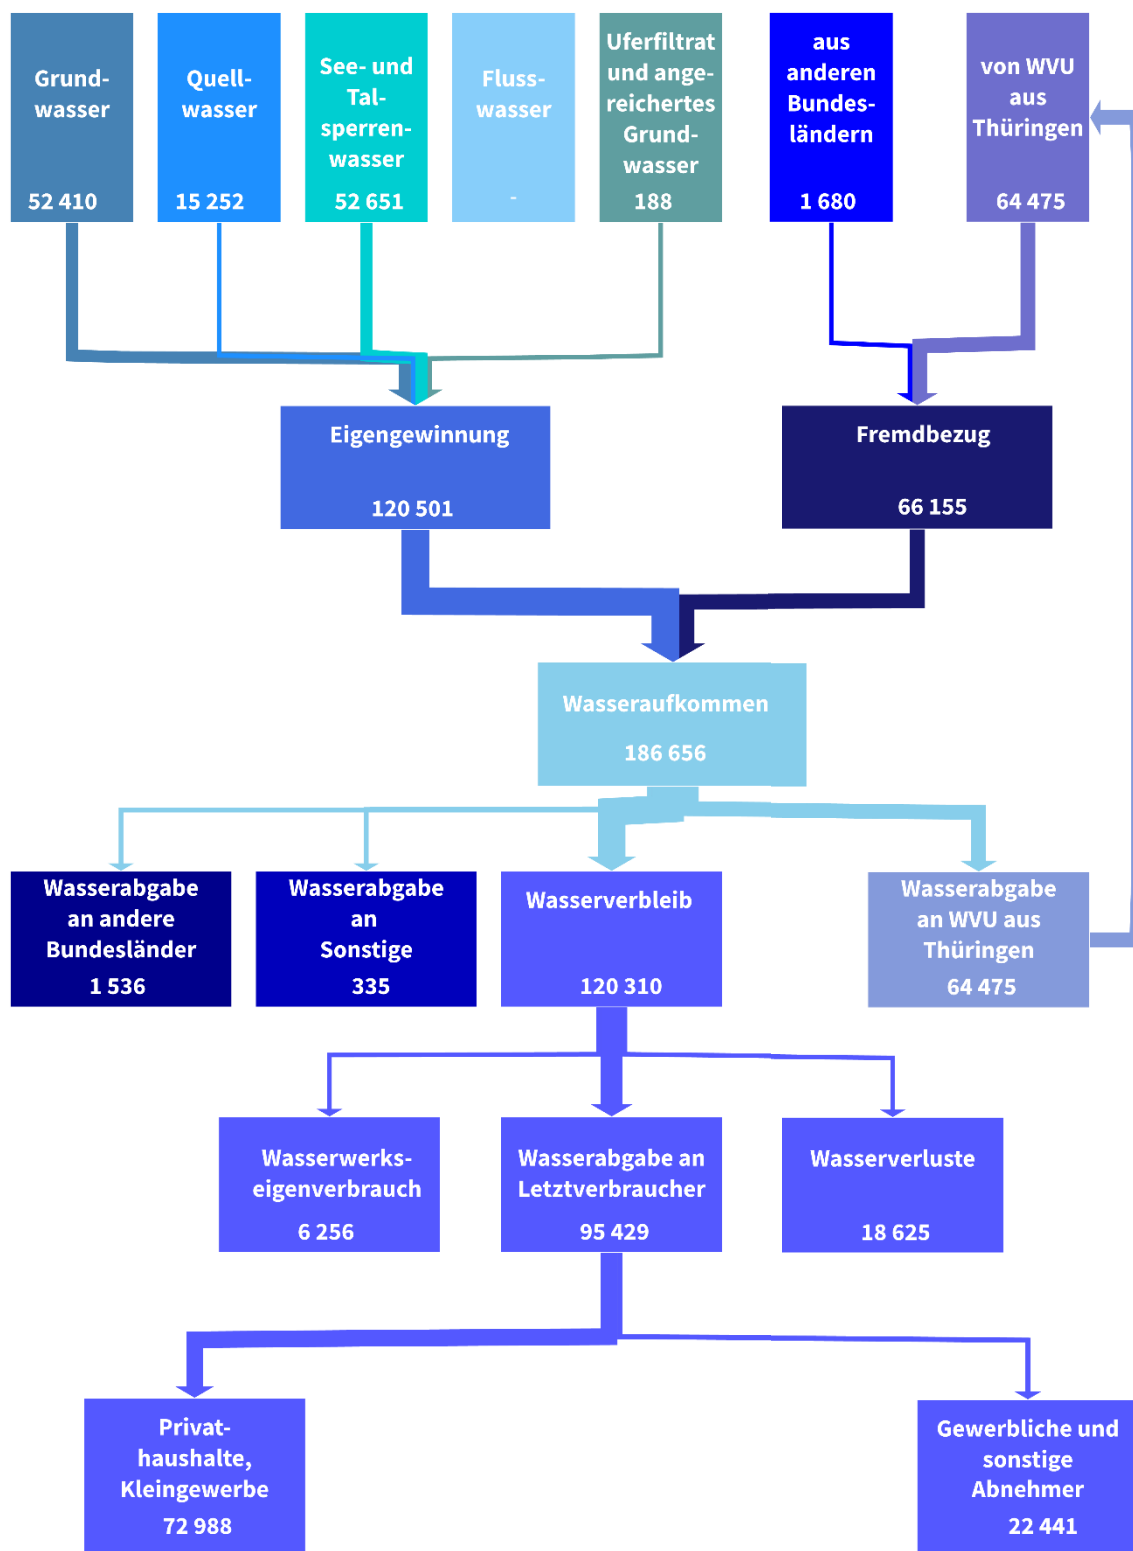 Grund-
wasser
52 410
Quell-
wasser
15 252
See- und
Tal-
sperren-
wasser
52 651
Fluss-
wasser
-
Uferfiltrat
und ange-
reichertes
Grund-
wasser
188
aus
anderen
Bundes-
ländern
1 680
von WVU
aus
Thüringen
64 475
Eigengewinnung
120 501
Fremdbezug
66 155
Wasseraufkommen
186 656
Wasserabgabe
an andere
Bundesländer
1 536
Wasserabgabe
an
Sonstige
335
Wasserverbleib
120 310
Wasserabgabe
an WVU aus
Thüringen
64 475
Wasserwerks-
eigenverbrauch
6 256
Wasserabgabe an
Letztverbraucher
95 429
Wasserverluste
18 625
Privat-
haushalte,
Kleingewerbe
72 988
Gewerbliche und
sonstige
Abnehmer
22 441